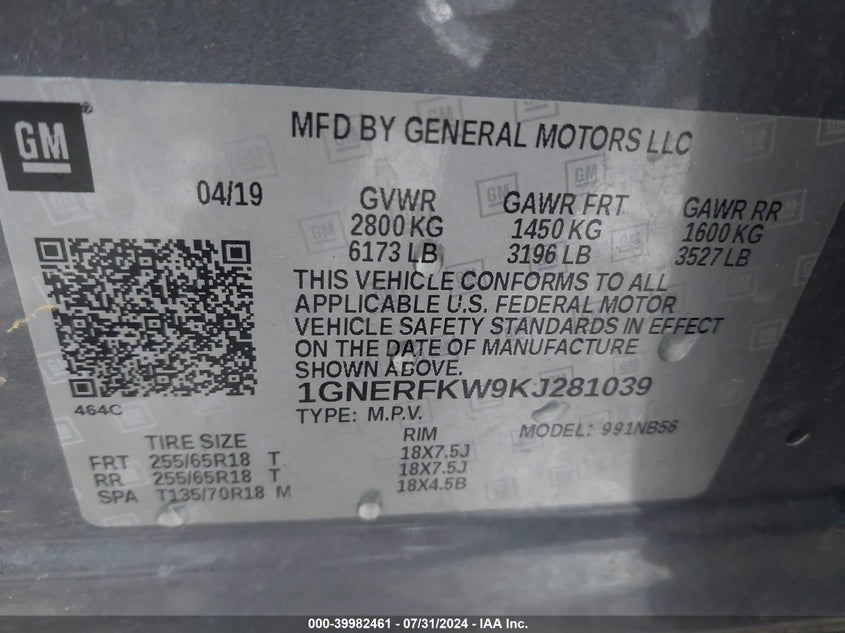 GM
MFD BY GENERAL MOTORS LLC
04/19
GVWR
2800 KG
6173 LB
GAWR FRT
1450 KG
3196 LB
GAWR RR
1600 KG
3527 LB
THIS VEHICLE CONFORMS TO ALL
APPLICABLE U.S. FEDERAL MOTOR
VEHICLE SAFETY STANDARDS IN EFFECT
ON THE DATE OF MANUFACTURE
SHOWN ABOVE.
1GNERFKW9KJ281039
464C
TYPE: M.P.V.
MODEL: 991NB56
TIRE SIZE
RIM
FRT 255/65R18 T 18X7.5J
RR 255/65R18 T 18X7.5J
SPA T135/70R18 M 18X4.5B
000-39982461 - 07/31/2024 - IAA Inc.